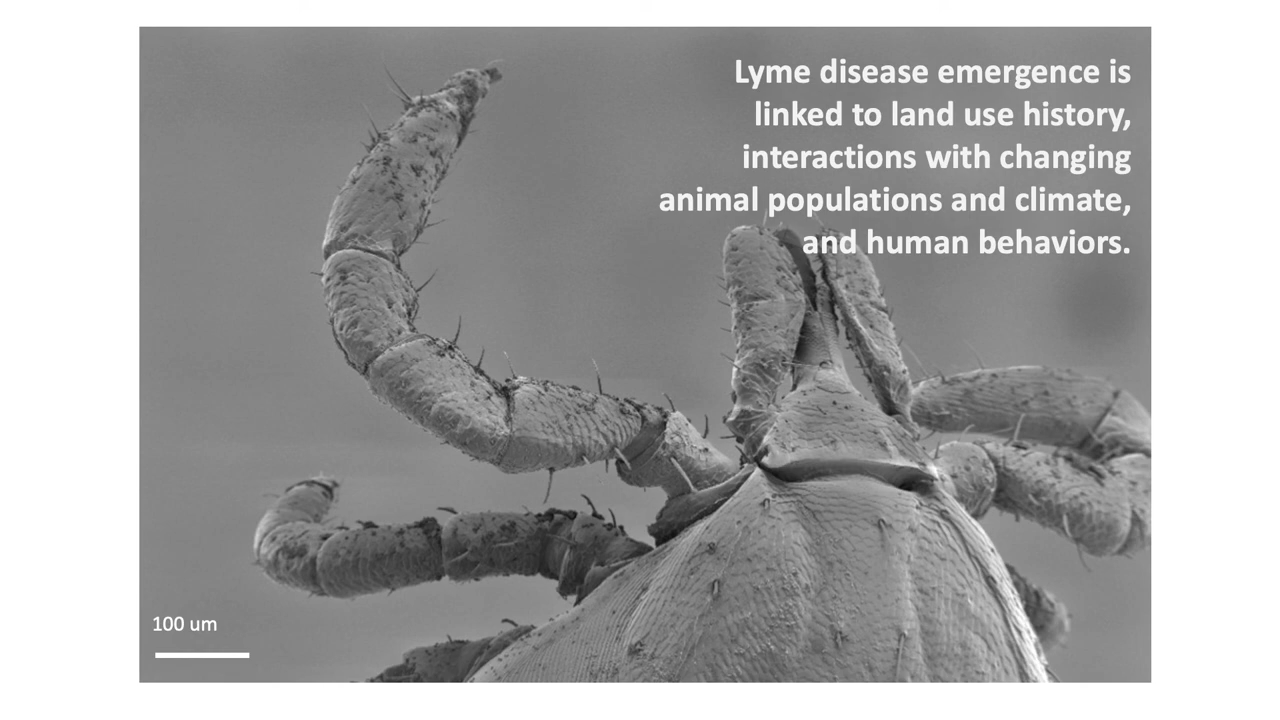 Lyme disease emergence is
linked to land use history,
interactions with changing
animal populations and climate,
and human behaviors.
100 um